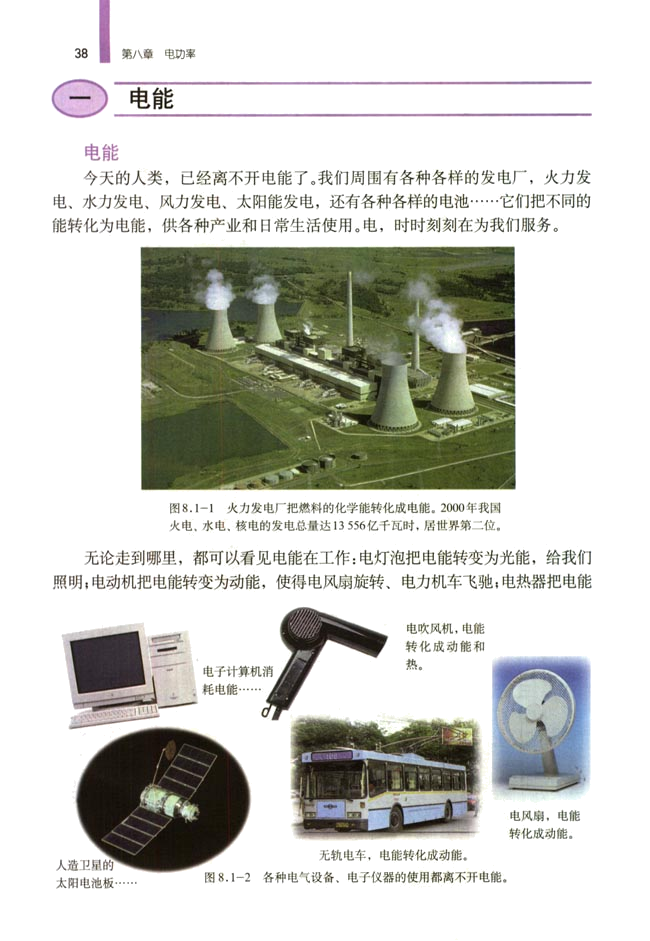 38 第八章 电功率
一 电能
电能
今天的人类，已经离不开电能了。我们周围有各种各样的发电厂，火力发
电、水力发电、风力发电、太阳能发电，还有各种各样的电池……它们把不同的
能转化为电能，供各种产业和日常生活使用。电，时时刻刻在为我们服务。
图8.1-1 火力发电厂把燃料的化学能转化成电能。2000年我国
火电、水电、核电的发电总量达13 556亿千瓦时，居世界第二位。
无论走到哪里，都可以看见电能在工作：电灯泡把电能转变为光能，给我们
照明；电动机把电能转变为动能，使得电风扇旋转、电力机车飞驰；电热器把电能
电子计算机消
耗电能……
电吹风机，电能
转化成动能和
热。
电风扇，电能
转化成动能。
无轨电车，电能转化成动能。
人造卫星的
太阳电池板……
图8.1-2 各种电气设备、电子仪器的使用都离不开电能。